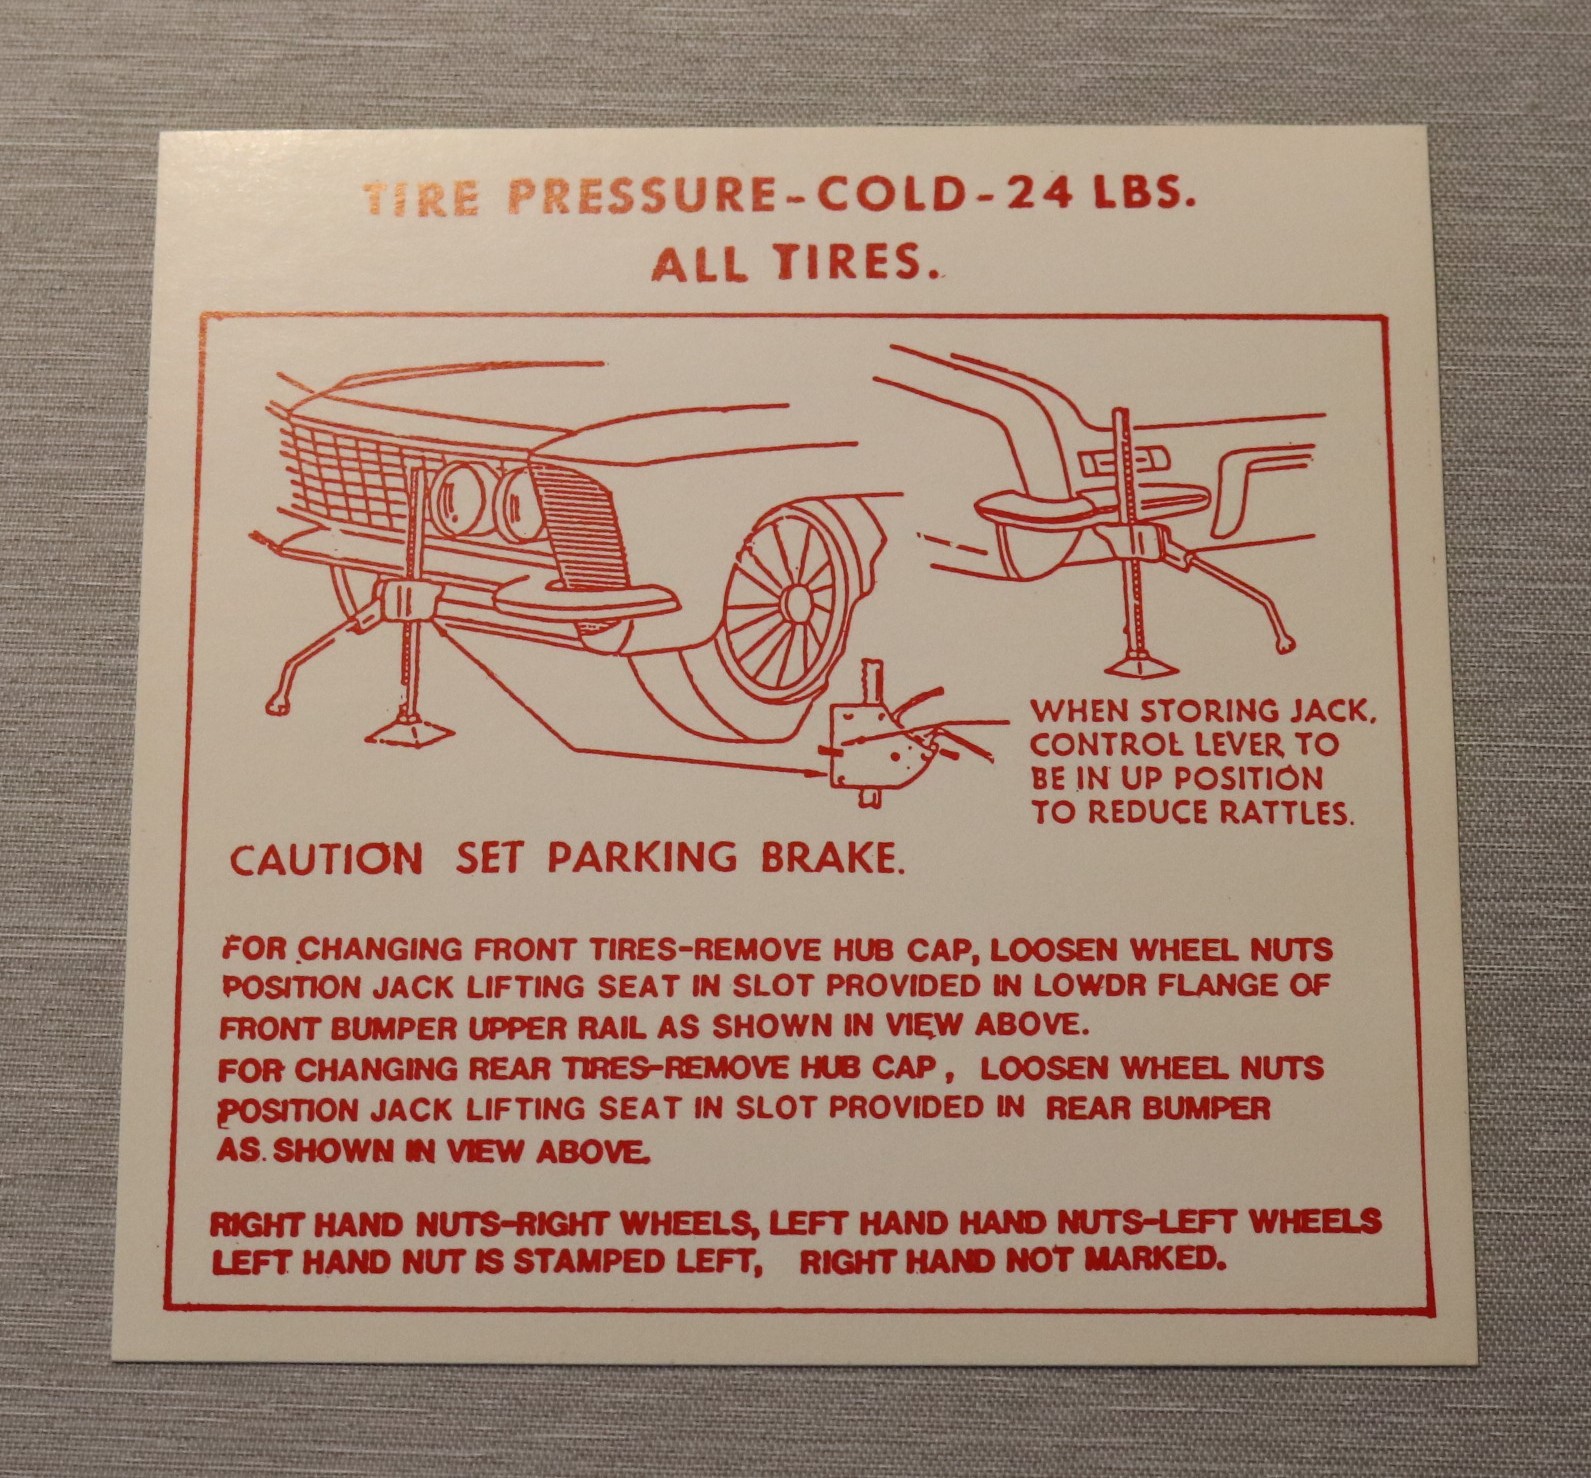 TIRE PRESSURE-COLD-24 LBS.
ALL TIRES.
WHEN STORING JACK,
CONTROL LEVER TO
BE IN UP POSITION
TO REDUCE RATTLES.
CAUTION SET PARKING BRAKE.
FOR CHANGING FRONT TIRES-REMOVE HUB CAP, LOOSEN WHEEL NUTS
POSITION JACK LIFTING SEAT IN SLOT PROVIDED IN LOWDR FLANGE OF
FRONT BUMPER UPPER RAIL AS SHOWN IN VIEW ABOVE.
FOR CHANGING REAR TIRES-REMOVE HUB CAP, LOOSEN WHEEL NUTS
POSITION JACK LIFTING SEAT IN SLOT PROVIDED IN REAR BUMPER
AS SHOWN IN VIEW ABOVE.
RIGHT HAND NUTS-RIGHT WHEELS, LEFT HAND HAND NUTS-LEFT WHEELS
LEFT HAND NUT IS STAMPED LEFT, RIGHT HAND NOT MARKED.